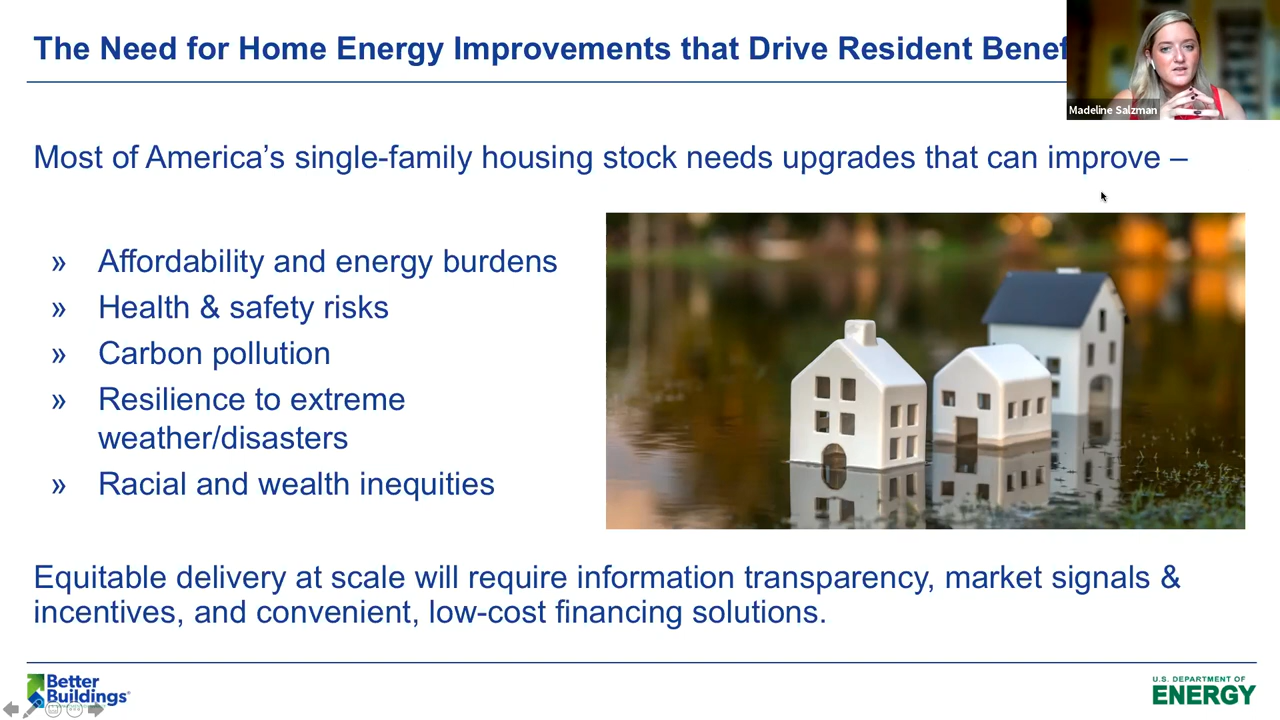 The Need for Home Energy Improvements that Drive Resident Benef
Madeline Salzman
Most of America’s single-family housing stock needs upgrades that can improve –
» Affordability and energy burdens
» Health & safety risks
» Carbon pollution
» Resilience to extreme
weather/disasters
» Racial and wealth inequities
Equitable delivery at scale will require information transparency, market signals &
incentives, and convenient, low-cost financing solutions.
Better
Buildings®
U.S. DEPARTMENT OF
ENERGY